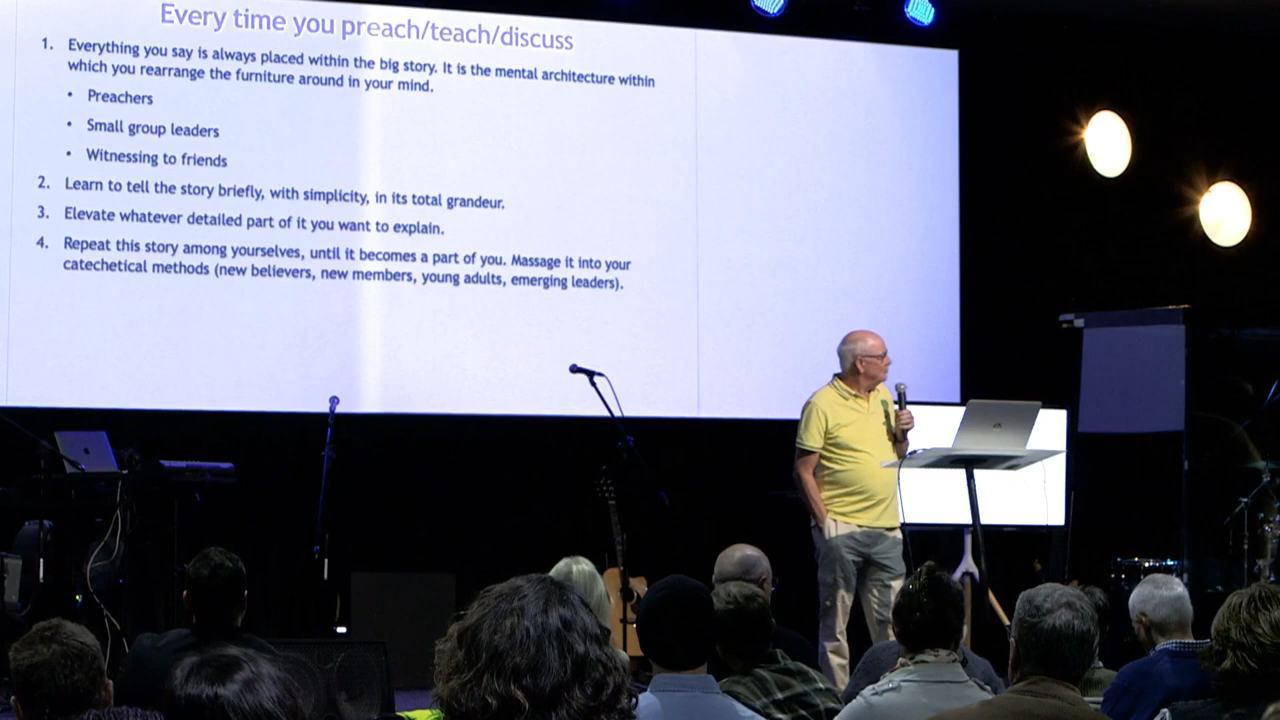 Every time you preach/teach/discuss
1. Everything you say is always placed within the big story. It is the mental architecture within
which you rearrange the furniture around in your mind.
• Preachers
• Small group leaders
• Witnessing to friends
2. Learn to tell the story briefly, with simplicity, in its total grandeur.
3. Elevate whatever detailed part of it you want to explain.
4. Repeat this story among yourselves, until it becomes a part of you. Massage it into your
catechetical methods (new believers, new members, young adults, emerging leaders).